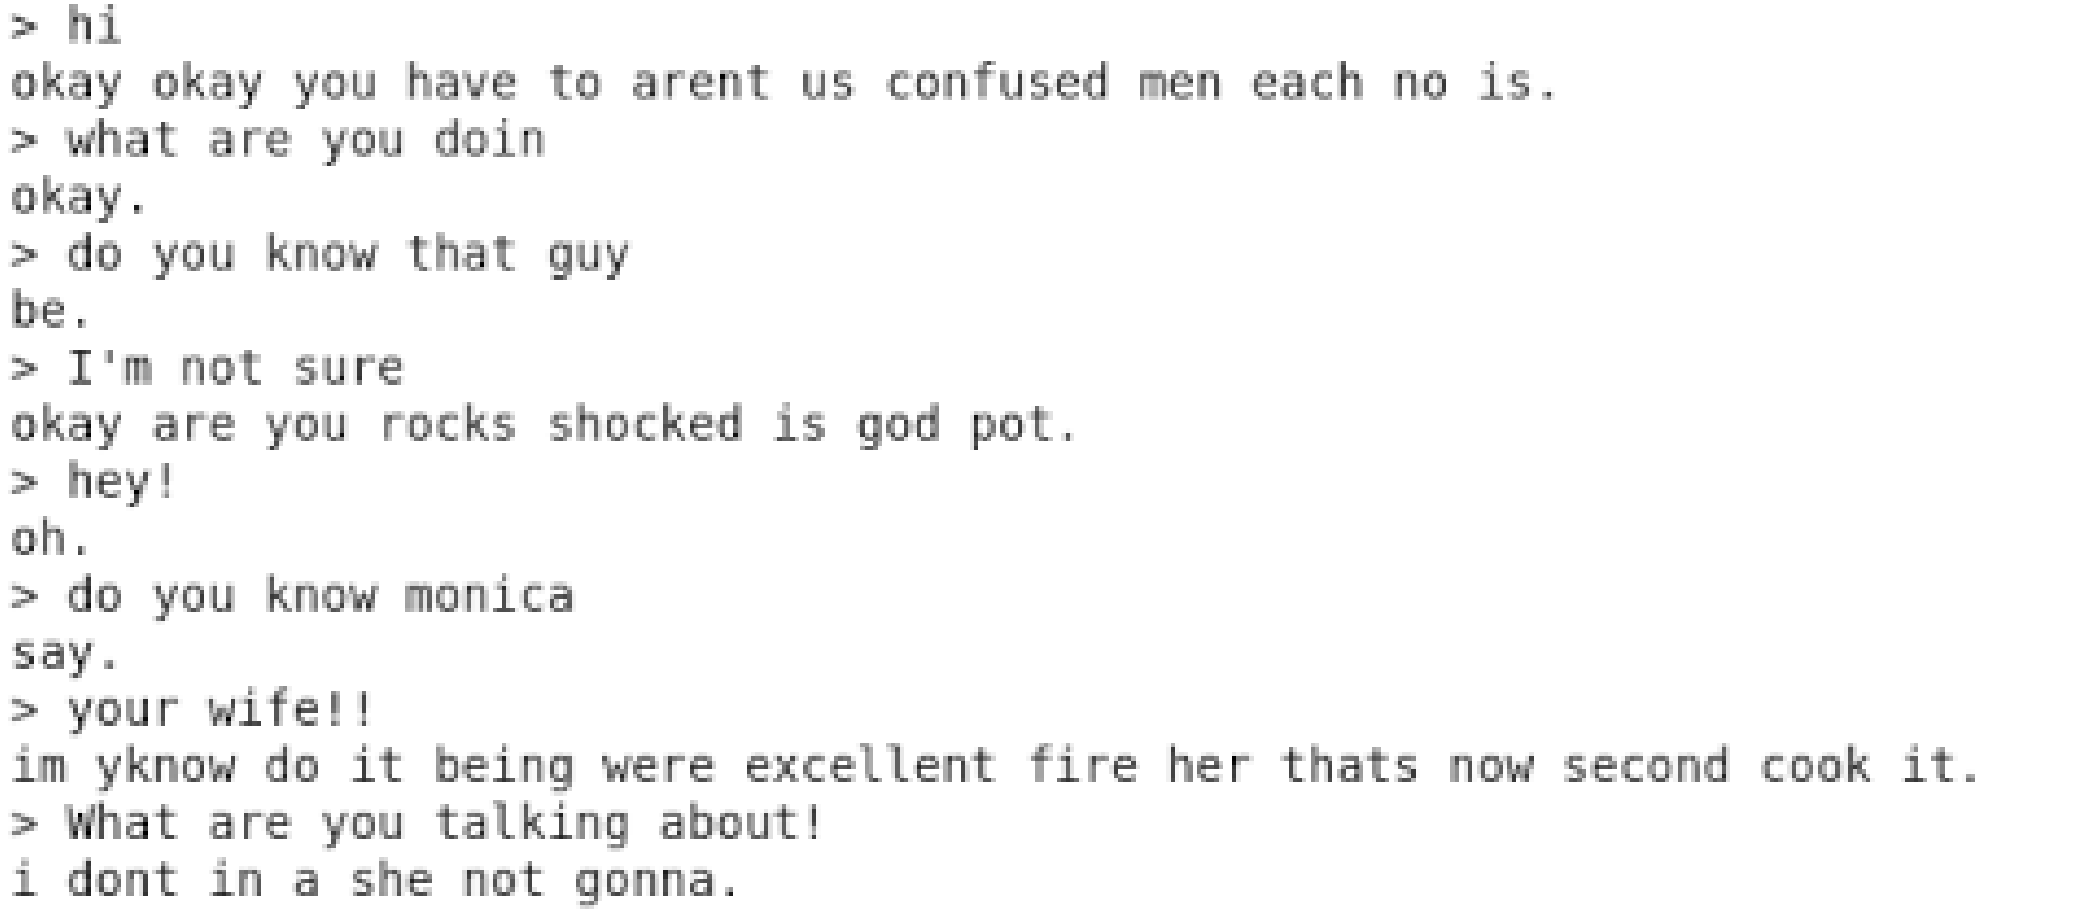 > hi
okay okay you have to arent us confused men each no is.
> what are you doin
okay.
> do you know that guy
be.
> I'm not sure
okay are you rocks shocked is god pot.
> hey!
oh.
> do you know monica
say.
> your wife!!
im yknow do it being were excellent fire her thats now second cook it.
> What are you talking about!
i dont in a she not gonna.